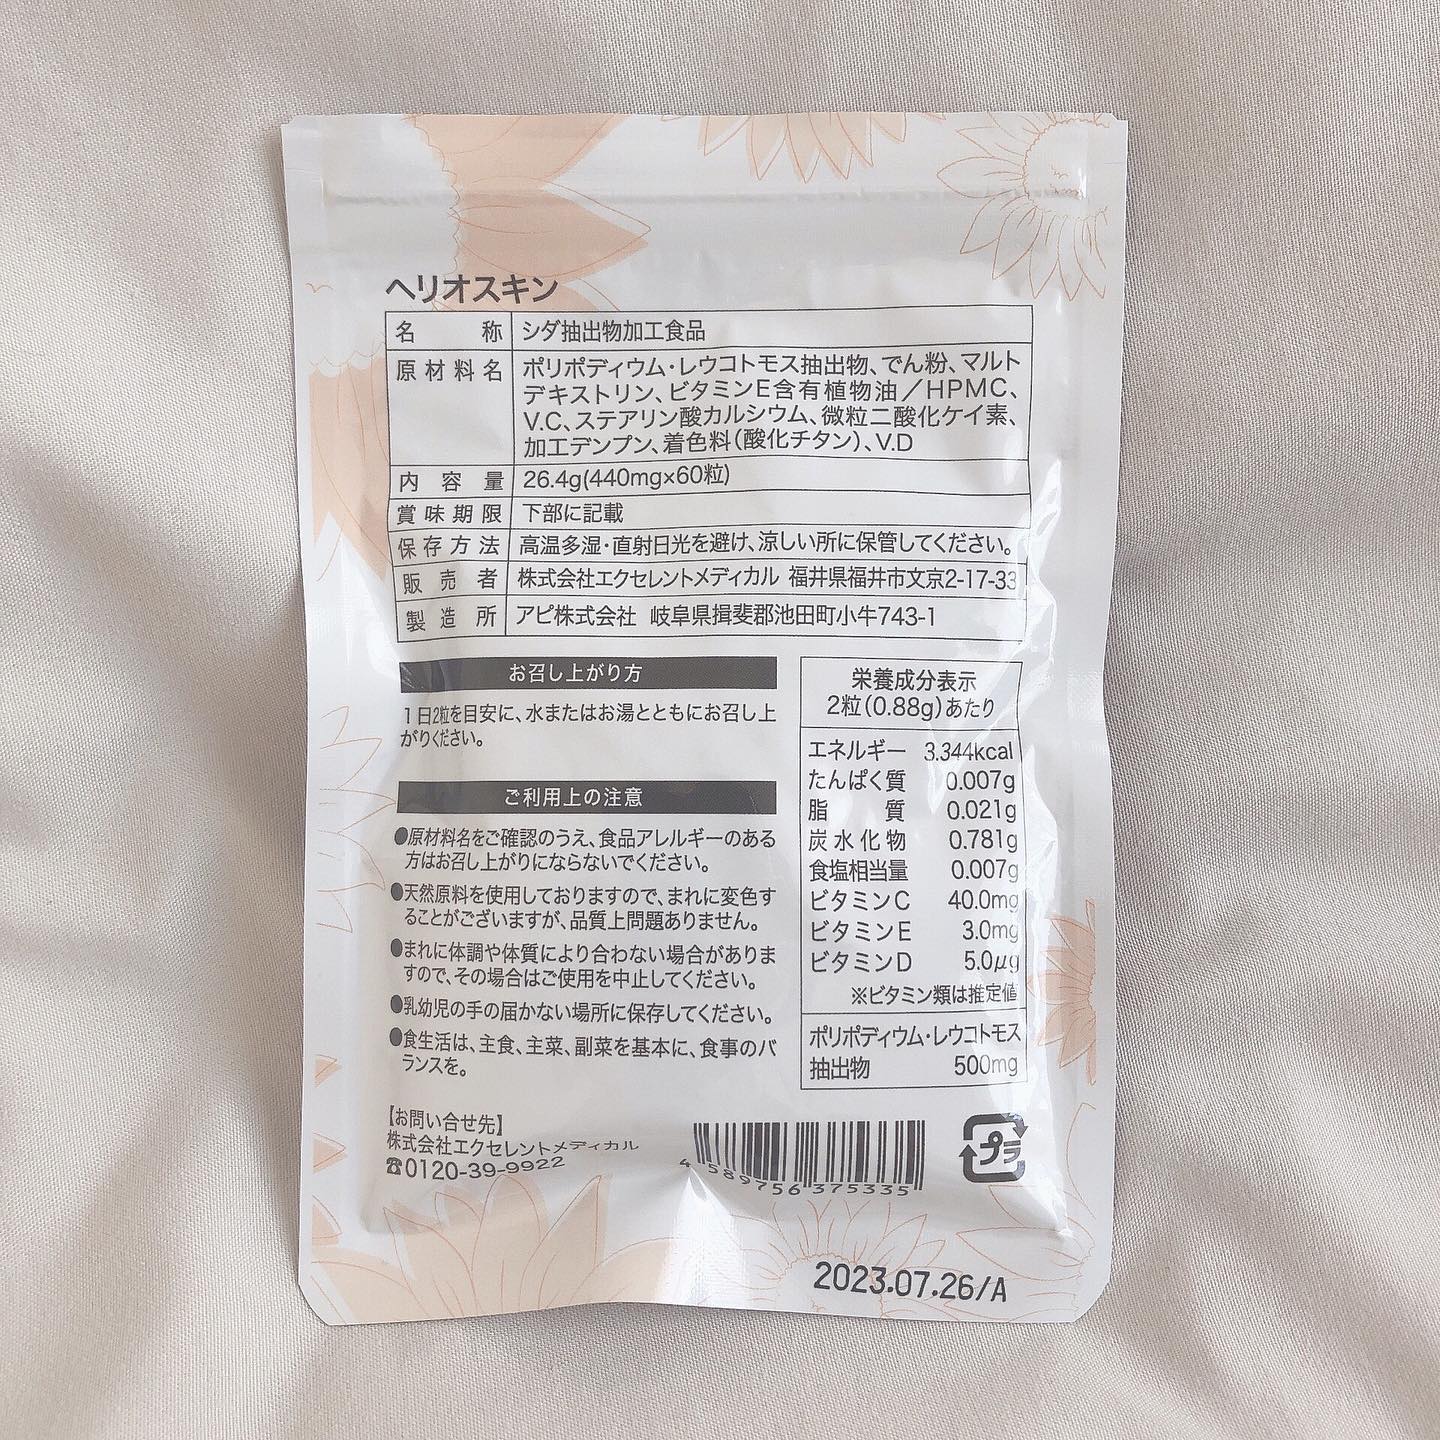 ヘリオスキン
名称 シダ抽出物加工食品
原材料名 ポリポディウム・レウコトモス抽出物、でん粉、マルト
デキストリン、ビタミンE含有植物油／HPMC、
V.C、ステアリン酸カルシウム、微粒二酸化ケイ素、
加工デンプン、着色料(酸化チタン)、V.D
内容量 26.4g(440mg×60粒)
賞味期限 下部に記載
保存方法 高温多湿・直射日光を避け、涼しい所に保管してください。
販売者 株式会社エクセレントメディカル 福井県福井市文京2-17-33
製造所 アピ株式会社 岐阜県揖斐郡池田町小牛743-1
お召し上がり方
1日2粒を目安に、水またはお湯とともにお召し上
がりください。
ご利用上の注意
●原材料名をご確認のうえ、食品アレルギーのある
方はお召し上がりにならないでください。
●天然原料を使用しておりますので、まれに変色す
ることがございますが、品質上問題ありません。
●まれに体調や体質により合わない場合がありま
すので、その場合はご使用を中止してください。
●乳幼児の手の届かない場所に保存してください。
●食生活は、主食、主菜、副菜を基本に、食事のバ
ランスを。
栄養成分表示
2粒(0.88g)あたり
エネルギー 3.344kcal
たんぱく質 0.007g
脂質 0.021g
炭水化物 0.781g
食塩相当量 0.007g
ビタミンC 40.0mg
ビタミンE 3.0mg
ビタミンD 5.0μg
※ビタミン類は推定値
ポリポディウム・レウコトモス
抽出物 500mg
【お問い合せ先】
株式会社エクセレントメディカル
☎0120-39-9922
4 589756 375335
プラ
2023.07.26/A